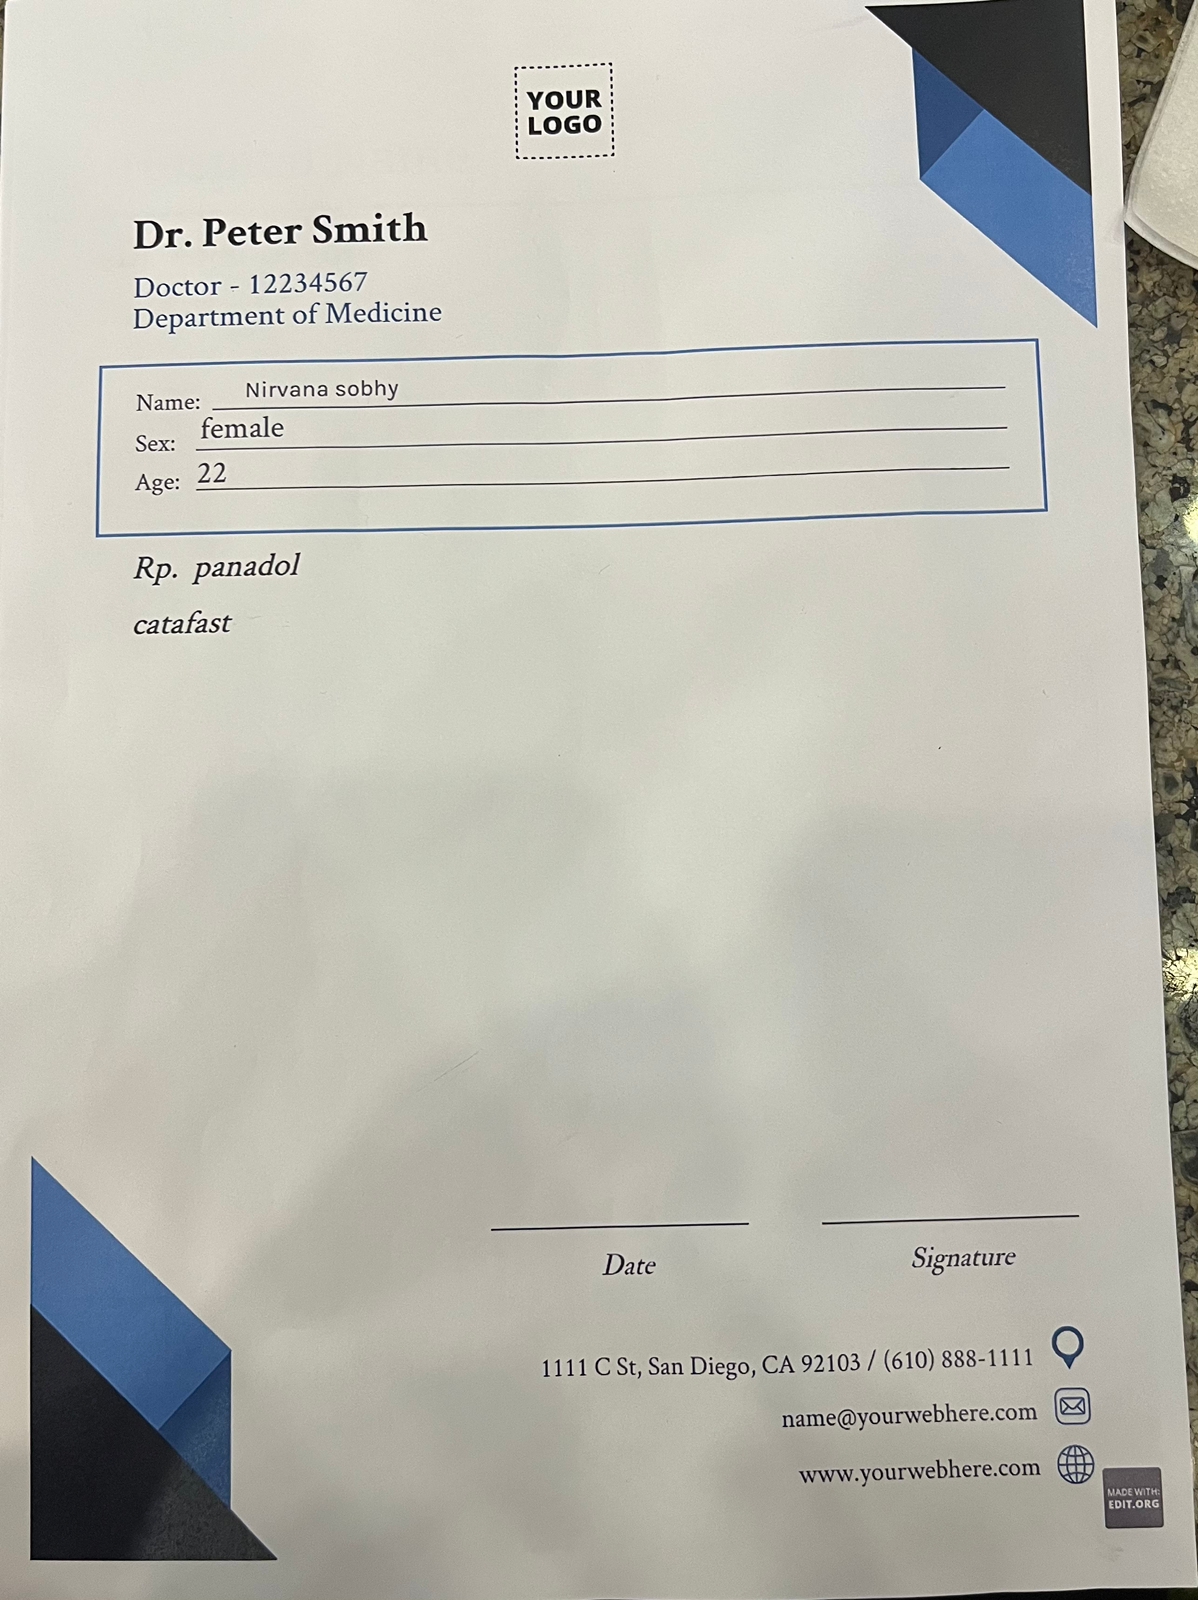 YOUR
LOGO
Dr. Peter Smith
Doctor - 12234567
Department of Medicine
Name: Nirvana sobhy
Sex: female
Age: 22
Rp. panadol
catafast
Date
Signature
1111 C St, San Diego, CA 92103 / (610) 888-1111
name@yourwebhere.com
www.yourwebhere.com
MADE WITH:
EDIT.ORG